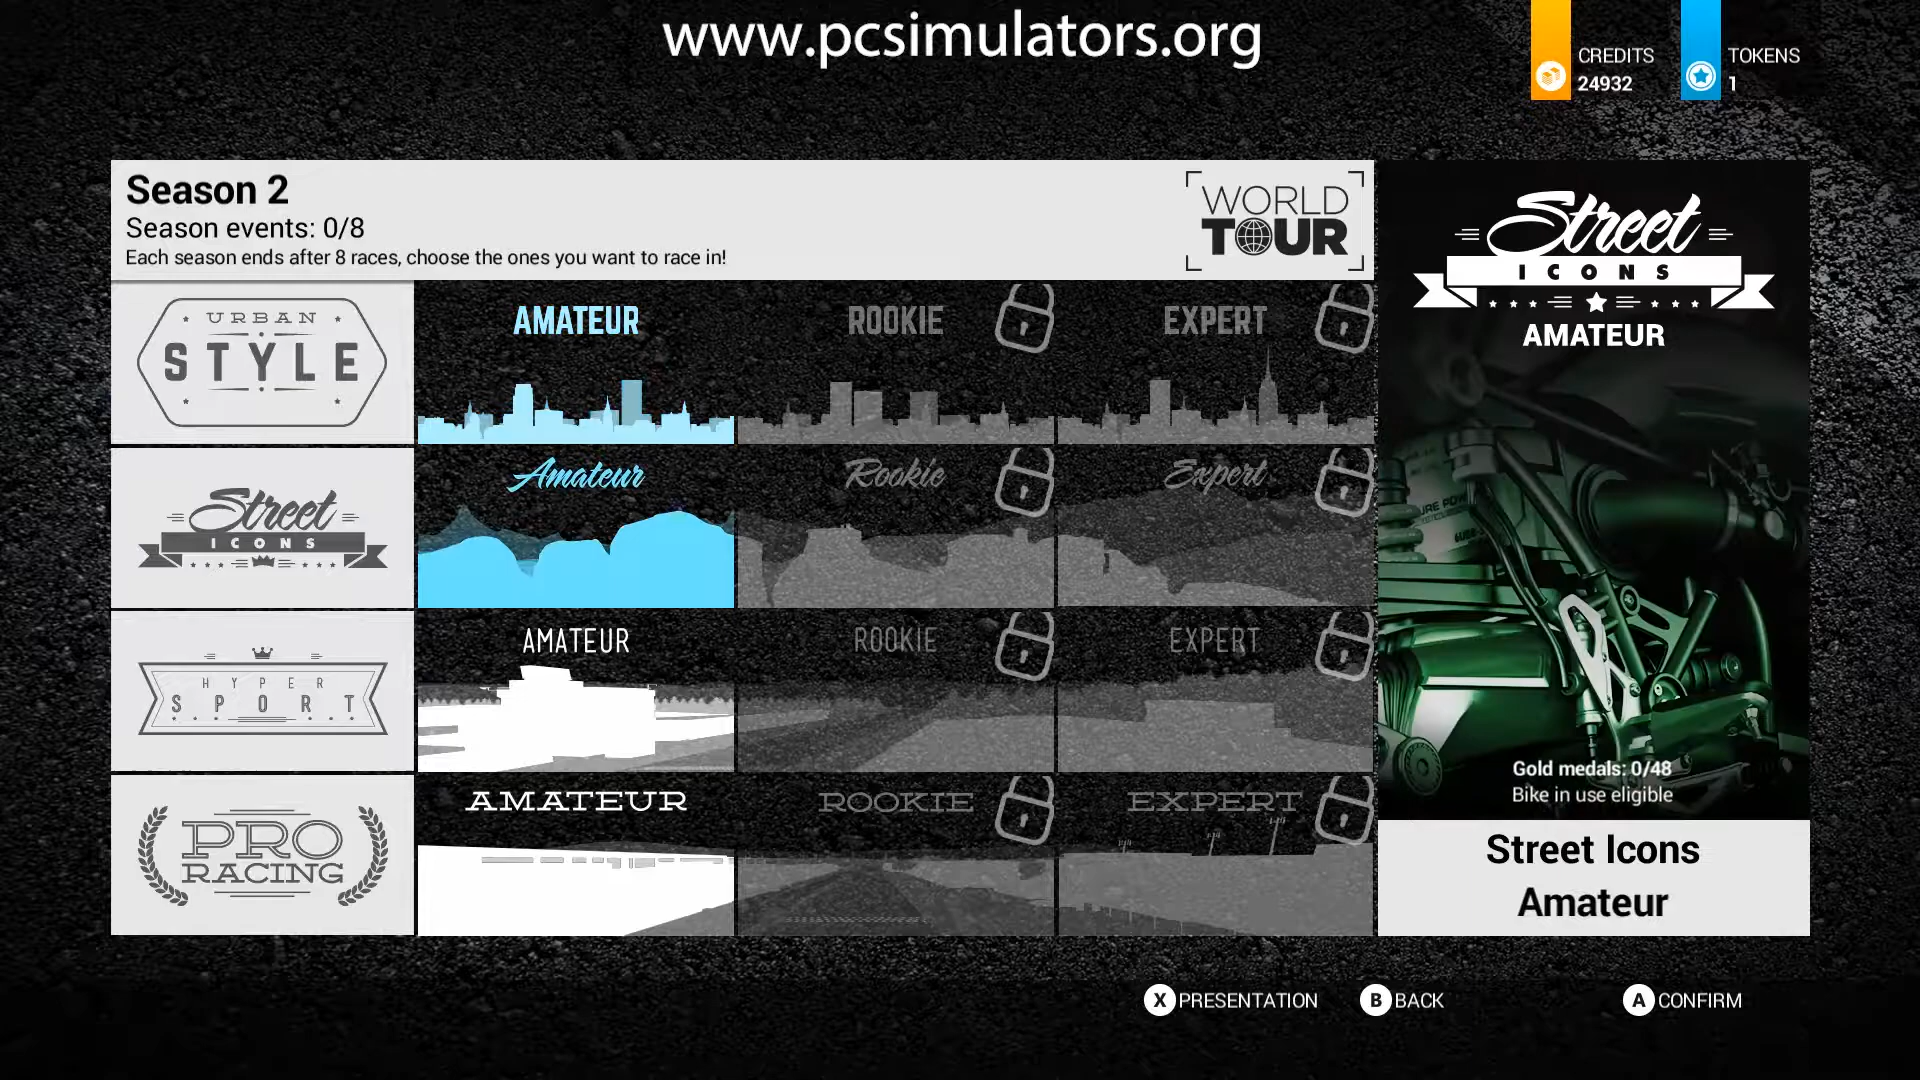 www.pcsimulators.org
CREDITS
24932
TOKENS
1
Season 2
Season events: 0/8
Each season ends after 8 races, choose the ones you want to race in!
WORLD
TOUR
URBAN
STYLE
AMATEUR
ROOKIE
EXPERT
Street
ICONS
Amateur
Rookie
Expert
HYPER
SPORT
AMATEUR
ROOKIE
EXPERT
PRO
RACING
AMATEUR
ROOKIE
EXPERT
Street
ICONS
AMATEUR
Gold medals: 0/48
Bike in use eligible
Street Icons
Amateur
X PRESENTATION
B BACK
A CONFIRM